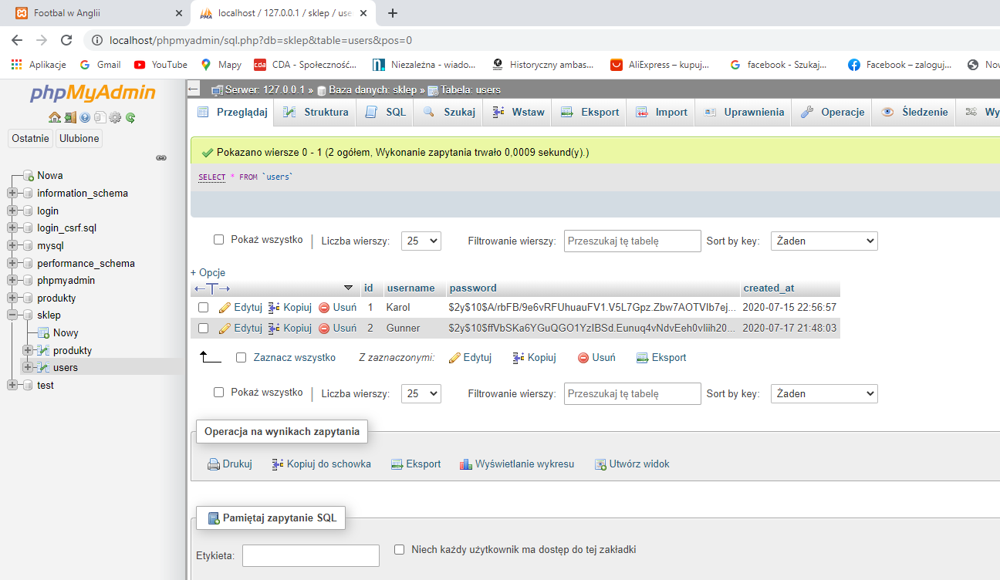 Footbal w Anglii
localhost / 127.0.0.1 / sklep / use
localhost/phpmyadmin/sql.php?db=sklep&table=users&pos=0
Aplikacje Gmail YouTube Mapy CDA - Społeczność... Niezależna - wiado... Historyczny ambas... AliExpress – kupuj... facebook - Szukaj... Facebook – zaloguj... Nov
phpMyAdmin
Ostatnie Ulubione
Nowa
information_schema
login
login_csrf.sql
mysql
performance_schema
phpmyadmin
produkty
sklep
Nowy
produkty
users
test
Serwer: 127.0.0.1 » Baza danych: sklep » Tabela: users
Przeglądaj Struktura SQL Szukaj Wstaw Eksport Import Uprawnienia Operacje Śledzenie Wy
Pokazano wiersze 0 - 1 (2 ogółem, Wykonanie zapytania trwało 0,0009 sekund(y).)
SELECT * FROM `users`
Pokaż wszystko | Liczba wierszy: 25 Filtrowanie wierszy: Przeszukaj tę tabelę Sort by key: Żaden
+ Opcje
←T→ id username password created_at
Edytuj Kopiuj Usuń 1 Karol $2y$10$A/rbFB/9e6vRFUhuauFV1.V5L7Gpz.Zbw7AOTVIb7ej... 2020-07-15 22:56:57
Edytuj Kopiuj Usuń 2 Gunner $2y$10$ffVbSKa6YGuQGO1YzIBSd.Eunuq4vNdvEeh0vIiih20... 2020-07-17 21:48:03
Zaznacz wszystko Z zaznaczonymi: Edytuj Kopiuj Usuń Eksport
Pokaż wszystko | Liczba wierszy: 25 Filtrowanie wierszy: Przeszukaj tę tabelę Sort by key: Żaden
Operacja na wynikach zapytania
Drukuj Kopiuj do schowka Eksport Wyświetlanie wykresu Utwórz widok
Pamiętaj zapytanie SQL
Etykieta: Niech każdy użytkownik ma dostęp do tej zakładki